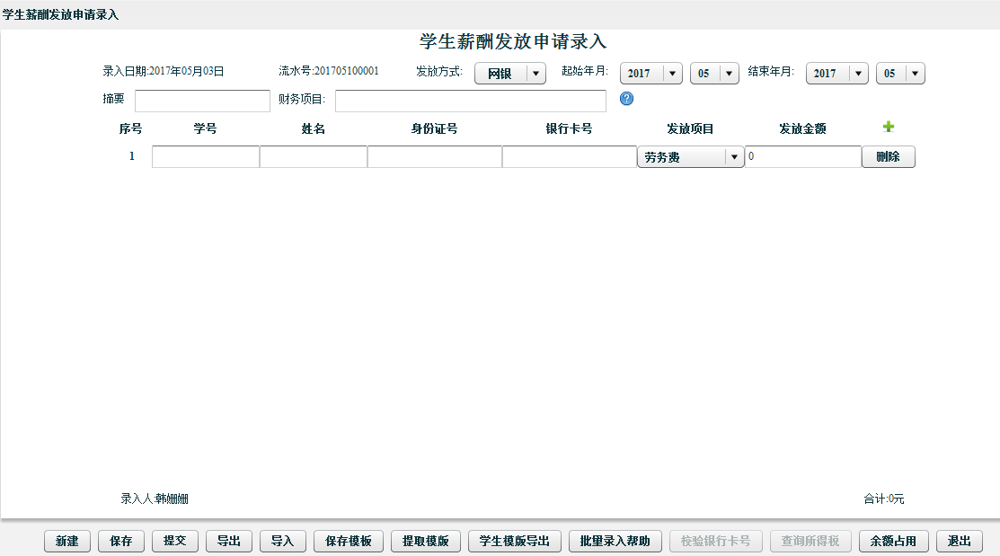 学生薪酬发放申请录入
学生薪酬发放申请录入
录入日期:2017年05月03日 流水号:201705100001 发放方式: 网银 起始年月: 2017 05 结束年月: 2017 05
摘要 财务项目: ?
序号 学号 姓名 身份证号 银行卡号 发放项目 发放金额
1 劳务费 0 删除
录入人:韩姗姗 合计:0元
新建 保存 提交 导出 导入 保存模板 提取模版 学生模版导出 批量录入帮助 校验银行卡号 查询所得税 余额占用 退出